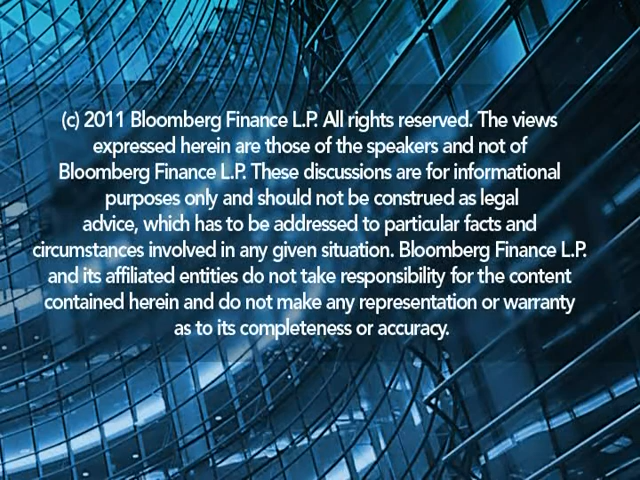 (c) 2011 Bloomberg Finance L.P. All rights reserved. The views
expressed herein are those of the speakers and not of
Bloomberg Finance L.P. These discussions are for informational
purposes only and should not be construed as legal
advice, which has to be addressed to particular facts and
circumstances involved in any given situation. Bloomberg Finance L.P.
and its affiliated entities do not take responsibility for the content
contained herein and do not make any representation or warranty
as to its completeness or accuracy.